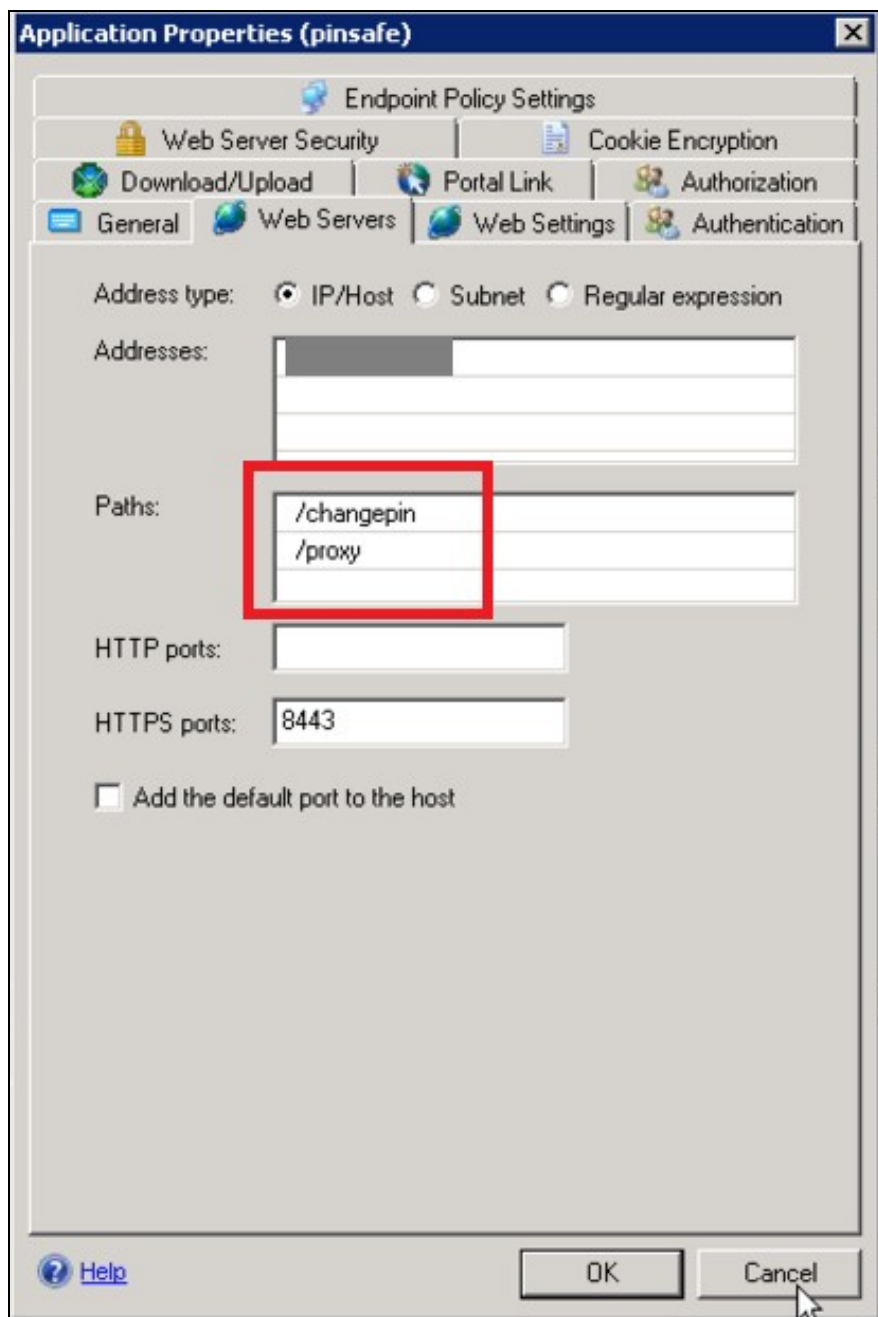 Application Properties (pinsafe)
Endpoint Policy Settings
Web Server Security Cookie Encryption
Download/Upload Portal Link Authorization
General Web Servers Web Settings Authentication
Address type: IP/Host Subnet Regular expression
Addresses:
Paths: /changepin
/proxy
HTTP ports:
HTTPS ports: 8443
Add the default port to the host
Help OK Cancel